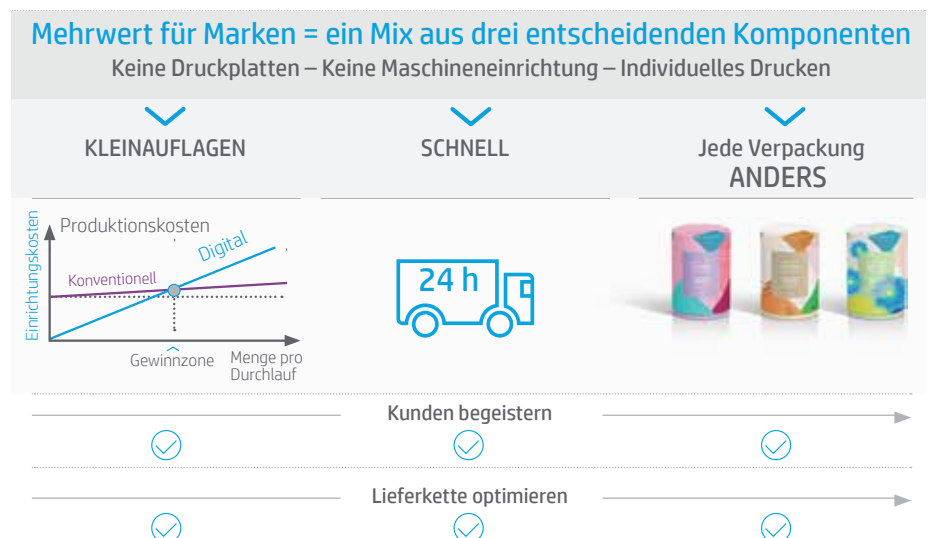 Mehrwert für Marken = ein Mix aus drei entscheidenden Komponenten
Keine Druckplatten – Keine Maschineneinrichtung – Individuelles Drucken
KLEINAUFLAGEN
SCHNELL
Jede Verpackung
ANDERS
Einrichtungskosten
Produktionskosten
Digital
Konventionell
Gewinnzone
Menge pro
Durchlauf
24 h
Kunden begeistern
Lieferkette optimieren